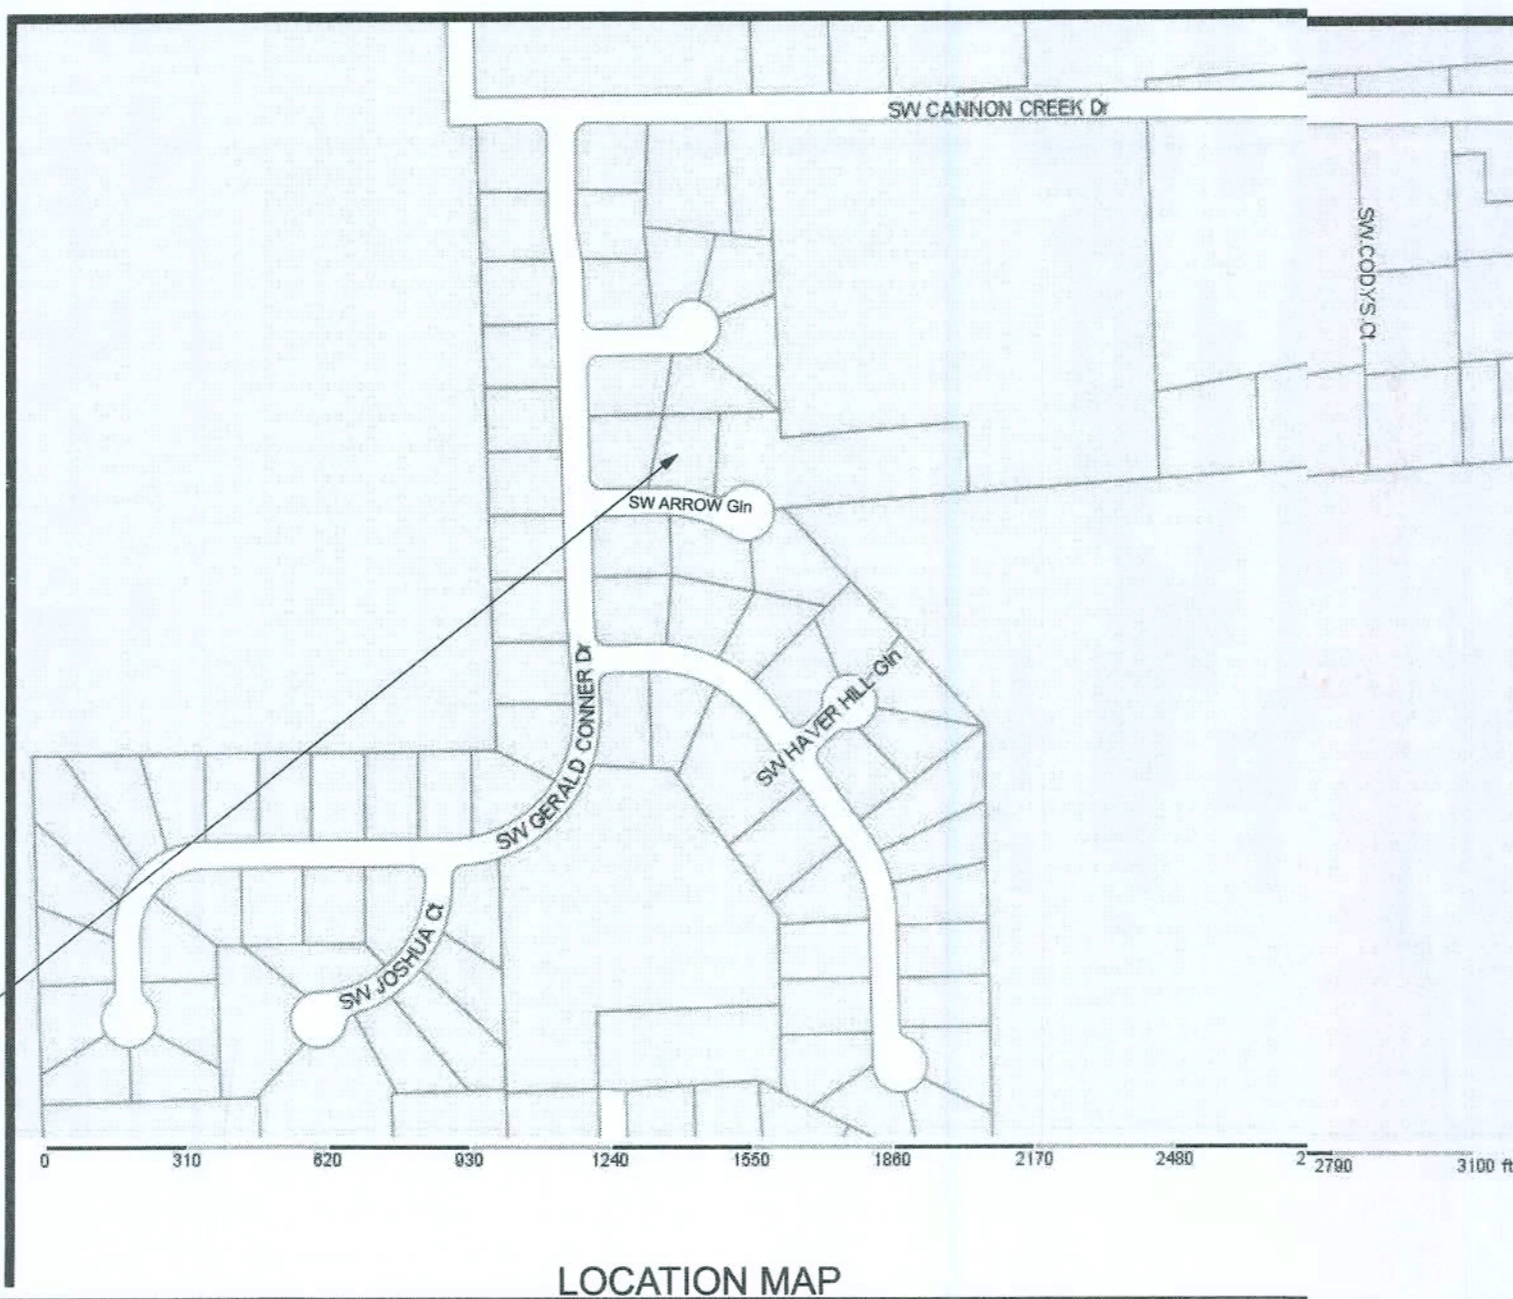 SW CANNON CREEK Dr
SW CODYS Ct
SW ARROW Gln
SW GERALD CONNER Dr
SW HAVER HILL Gln
SW JOSHUA Ct
0 310 620 930 1240 1550 1860 2170 2480 2 2790 3100 ft
LOCATION MAP